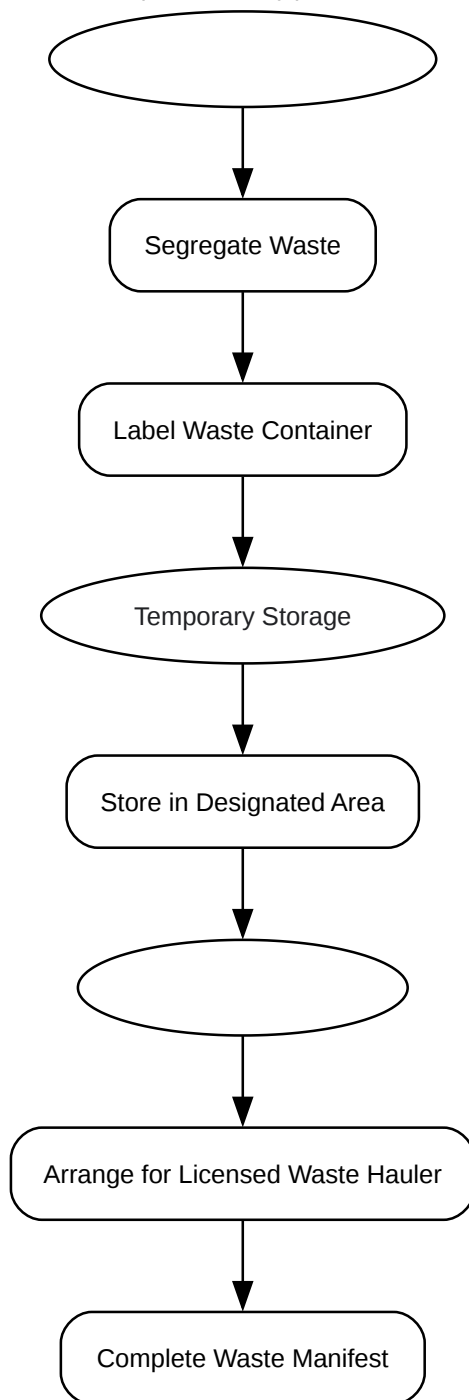 Segregate Waste
Label Waste Container
Temporary Storage
Store in Designated Area
Arrange for Licensed Waste Hauler
Complete Waste Manifest